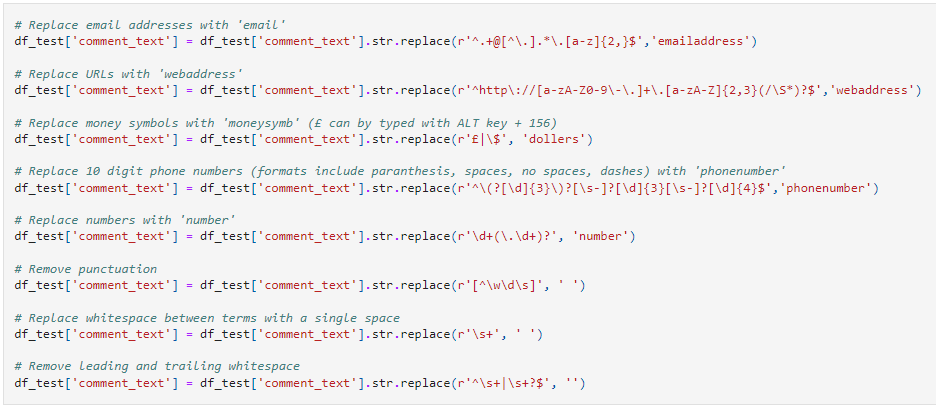 # Replace email addresses with 'email'
df_test['comment_text'] = df_test['comment_text'].str.replace(r'^.+@[^\.].*\.[a-z]{2,}$','emailaddress')
# Replace URLs with 'webaddress'
df_test['comment_text'] = df_test['comment_text'].str.replace(r'^http\://[a-zA-Z0-9\-\.]+\.[a-zA-Z]{2,3}(/\S*)?$','webaddress')
# Replace money symbols with 'moneysymb' (£ can by typed with ALT key + 156)
df_test['comment_text'] = df_test['comment_text'].str.replace(r'£|\$', 'dollers')
# Replace 10 digit phone numbers (formats include paranthesis, spaces, no spaces, dashes) with 'phonenumber'
df_test['comment_text'] = df_test['comment_text'].str.replace(r'^\(?[\d]{3}\)?[\s-]?[\d]{3}[\s-]?[\d]{4}$','phonenumber')
# Replace numbers with 'number'
df_test['comment_text'] = df_test['comment_text'].str.replace(r'\d+(\.\d+)?', 'number')
# Remove punctuation
df_test['comment_text'] = df_test['comment_text'].str.replace(r'[^\w\d\s]', ' ')
# Replace whitespace between terms with a single space
df_test['comment_text'] = df_test['comment_text'].str.replace(r'\s+', ' ')
# Remove leading and trailing whitespace
df_test['comment_text'] = df_test['comment_text'].str.replace(r'^\s+|\s+?$', '')